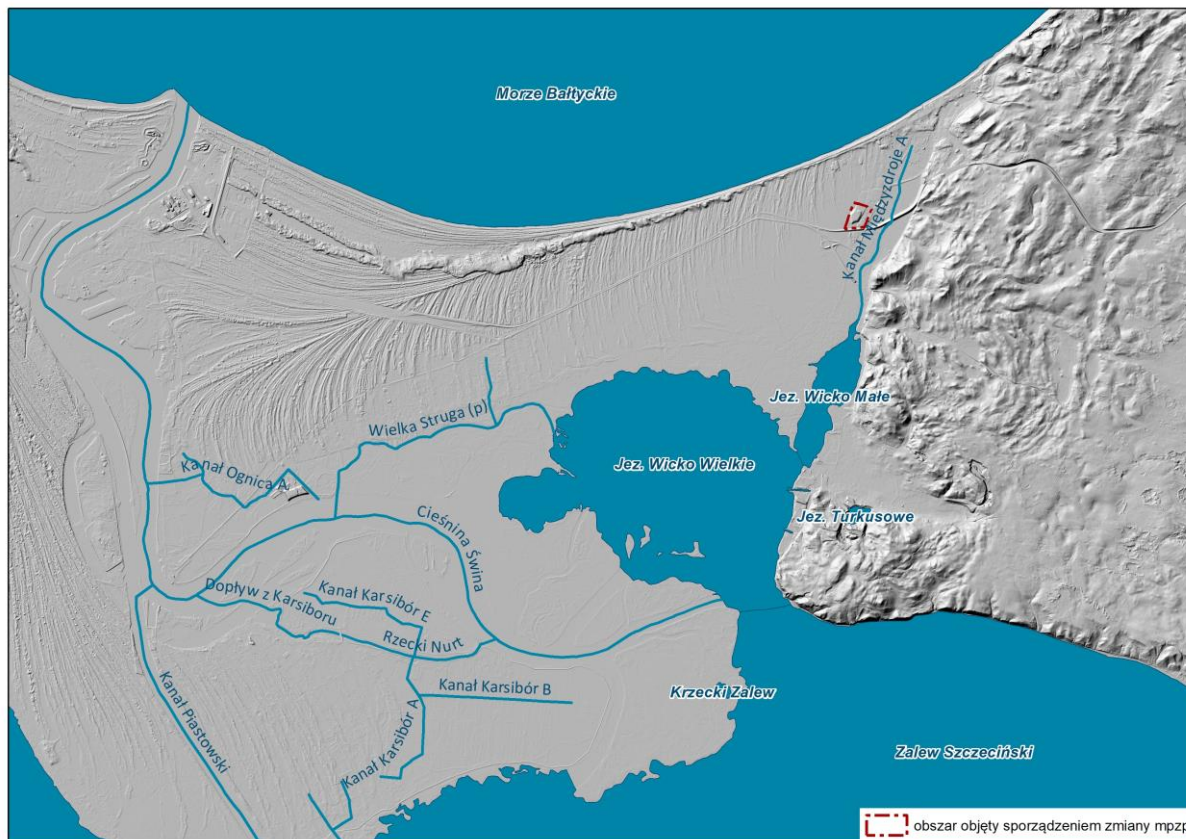 Morze Bałtyckie
Kanał Międzyzdroje A
Jez. Wicko Małe
Wielka Struga (p)
Jez. Wicko Wielkie
Kanał Ognica A
Jez. Turkusowe
Cieśnina Świna
Dopływ z Karsiboru
Kanał Karsibór E
Rzecki Nurt
Kanał Karsibór B
Krzecki Zalew
Kanał Piastowski
Kanał Karsibór A
Zalew Szczeciński
obszar objęty sporządzeniem zmiany mpzp